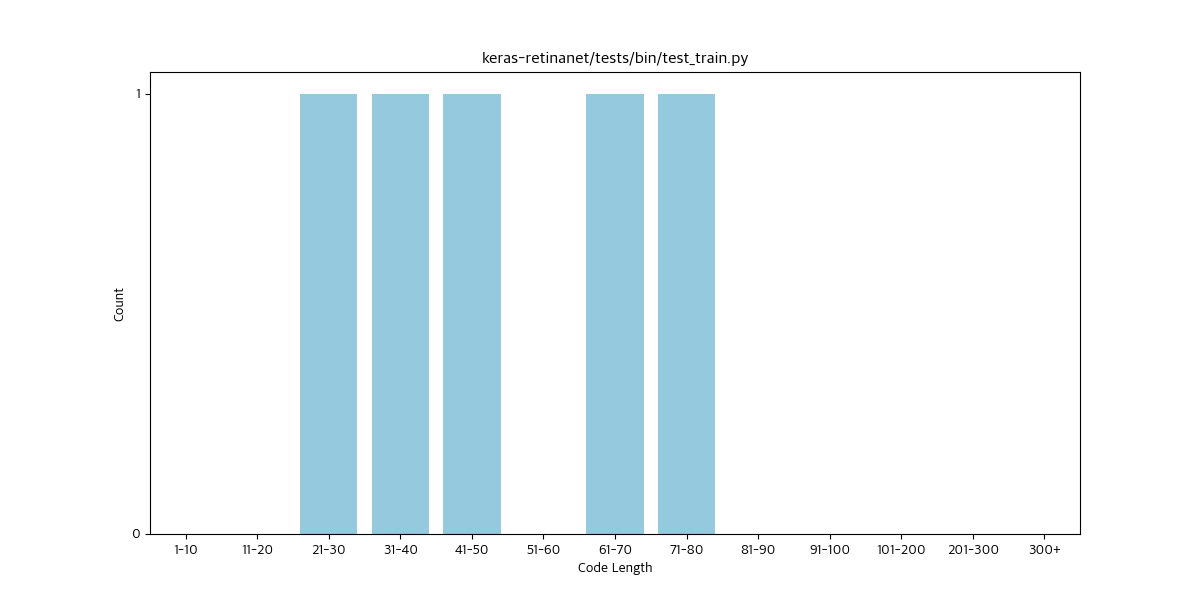 keras-retinanet/tests/bin/test_train.py
1
Count
0
1-10 11-20 21-30 31-40 41-50 51-60 61-70 71-80 81-90 91-100 101-200 201-300 300+
Code Length